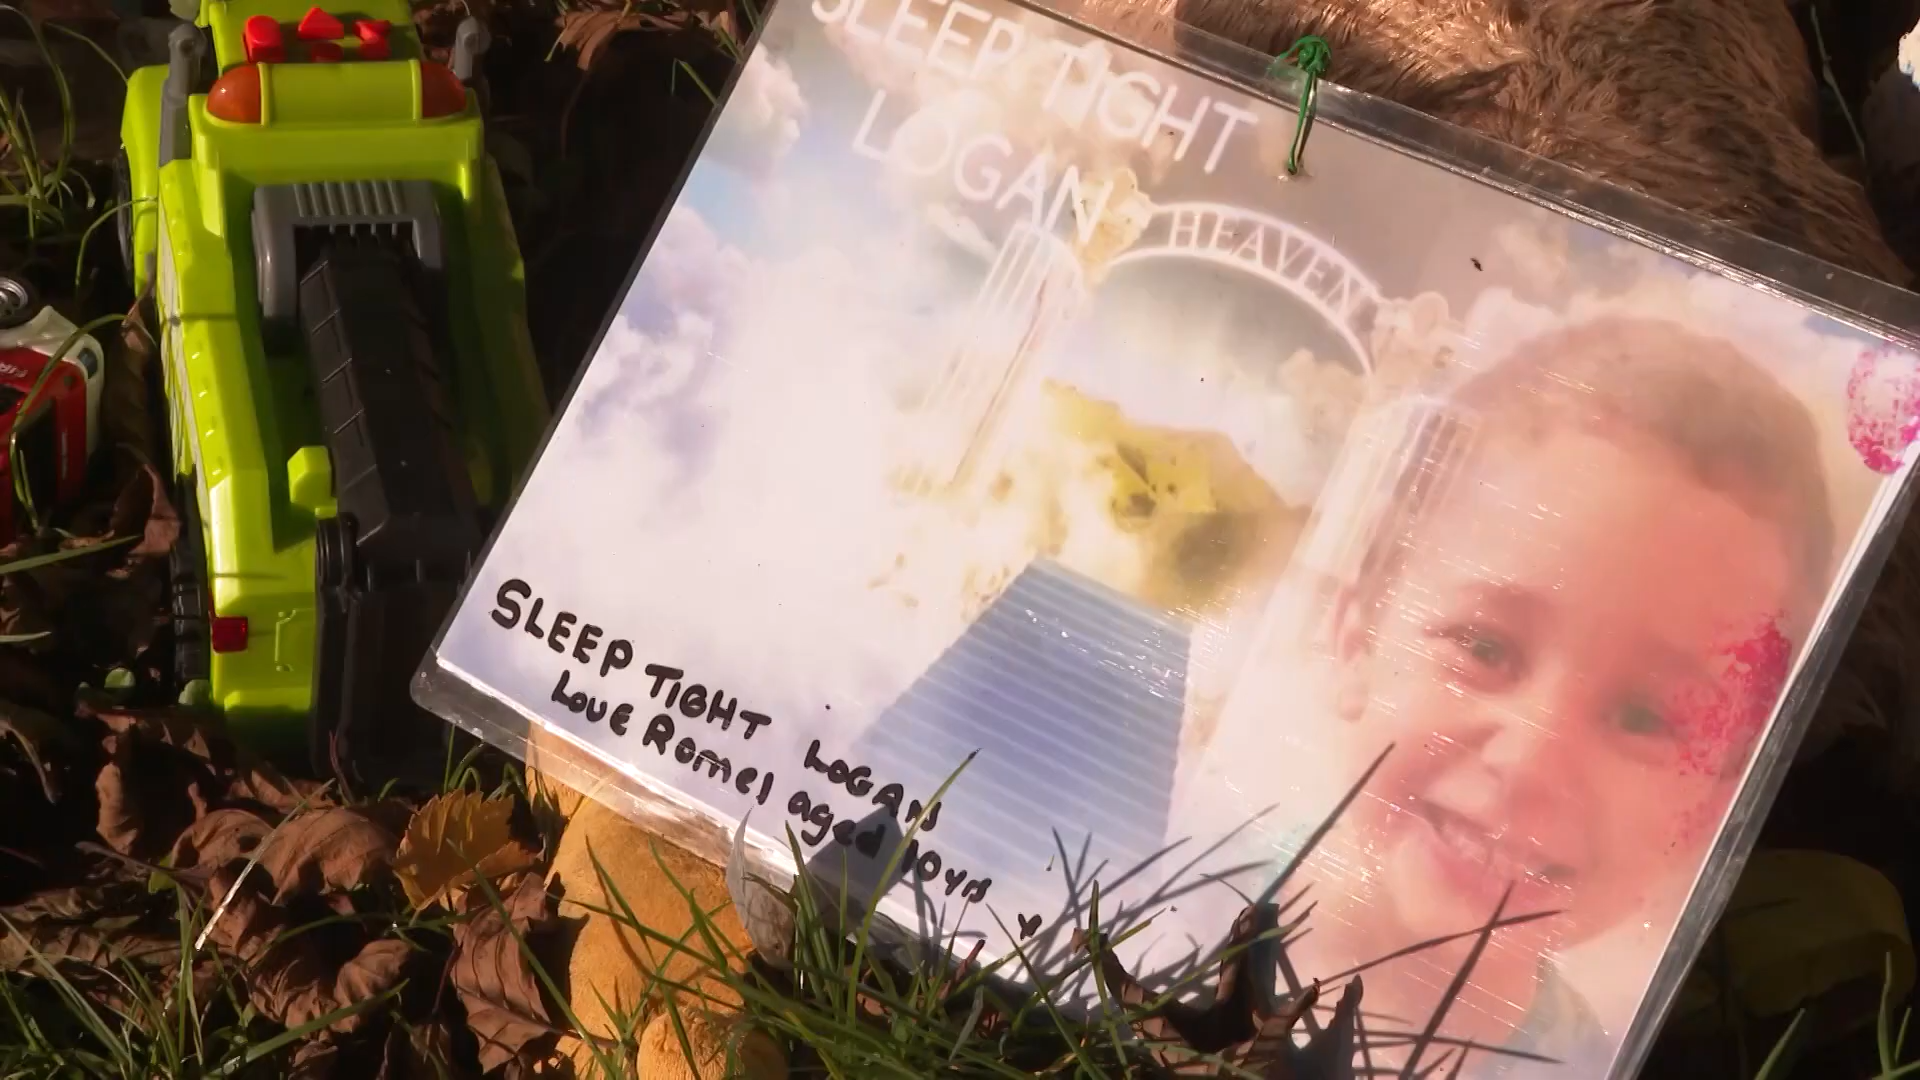 SLEEP TIGHT
LOGAN
HEAVEN
SLEEP TIGHT LOGAN
LOVE Romel aged 10yrs
x